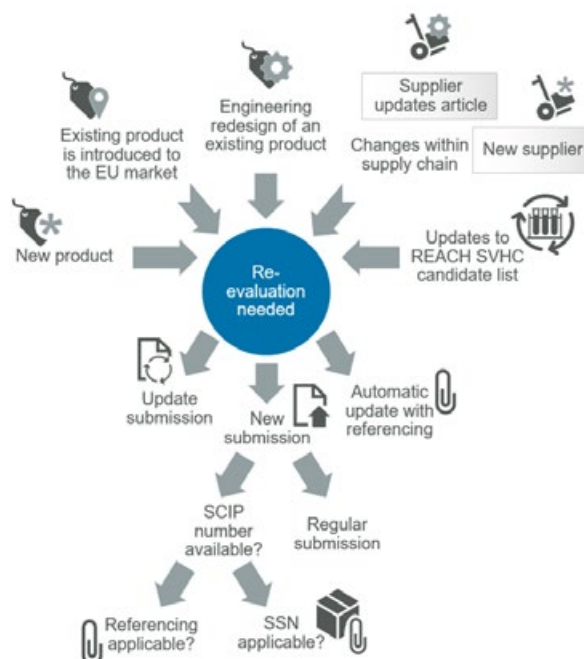 Supplier
updates article
Engineering
redesign of an
existing product
Existing product
is introduced to
the EU market
Changes within
supply chain
New supplier
New product
Updates to
REACH SVHC
candidate list
Re-
evaluation
needed
Update
submission
New
submission
Automatic
update with
referencing
SCIP
number
available?
Regular
submission
Referencing
applicable?
SSN
applicable?